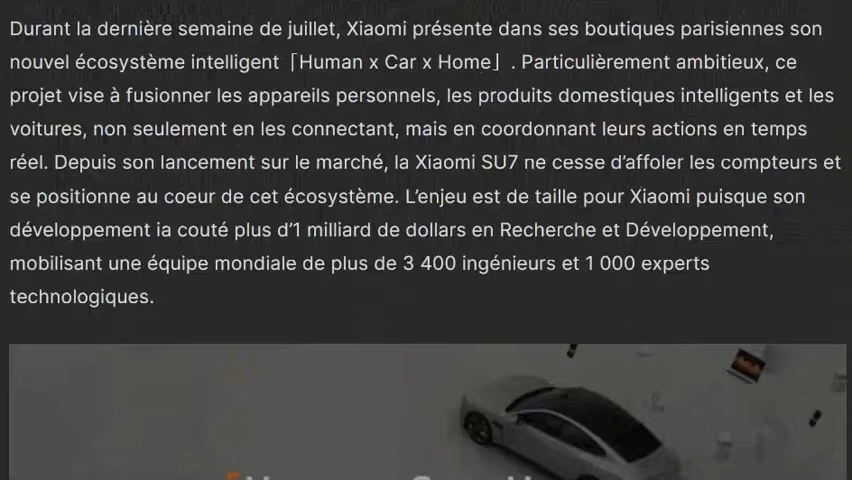 Durant la dernière semaine de juillet, Xiaomi présente dans ses boutiques parisiennes son
nouvel écosystème intelligent「Human x Car x Home」. Particulièrement ambitieux, ce
projet vise à fusionner les appareils personnels, les produits domestiques intelligents et les
voitures, non seulement en les connectant, mais en coordonnant leurs actions en temps
réel. Depuis son lancement sur le marché, la Xiaomi SU7 ne cesse d’affoler les compteurs et
se positionne au coeur de cet écosystème. L’enjeu est de taille pour Xiaomi puisque son
développement ia couté plus d’1 milliard de dollars en Recherche et Développement,
mobilisant une équipe mondiale de plus de 3 400 ingénieurs et 1 000 experts
technologiques.